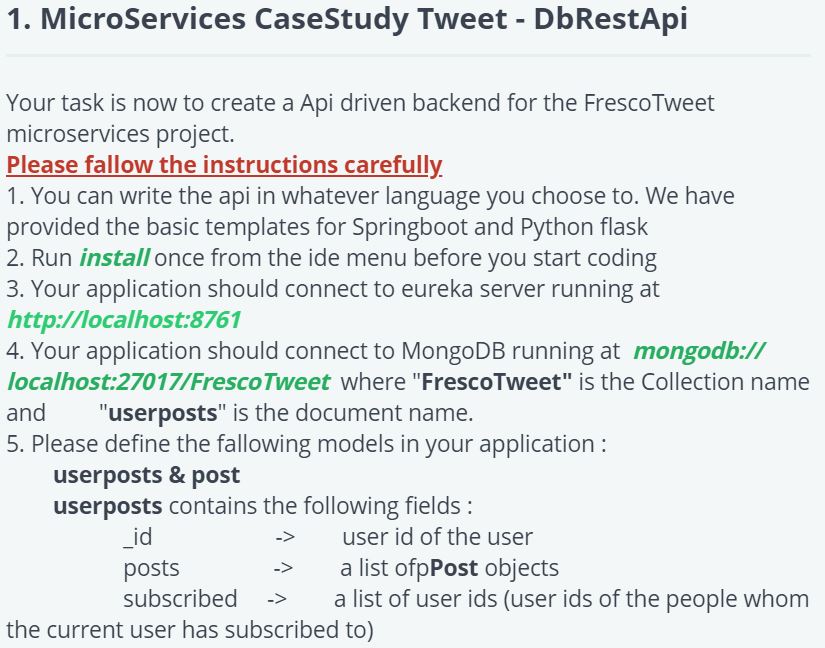 1. MicroServices CaseStudy Tweet - DbRestApi
Your task is now to create a Api driven backend for the FrescoTweet
microservices project.
Please fallow the instructions carefully
1. You can write the api in whatever language you choose to. We have
provided the basic templates for Springboot and Python flask
2. Run install once from the ide menu before you start coding
3. Your application should connect to eureka server running at
http://localhost:8761
4. Your application should connect to MongoDB running at mongodb://
localhost:27017/FrescoTweet where "FrescoTweet" is the Collection name
and "userposts" is the document name.
5. Please define the fallowing models in your application :
userposts & post
userposts contains the following fields :
_id -> user id of the user
posts -> a list ofpPost objects
subscribed -> a list of user ids (user ids of the people whom
the current user has subscribed to)